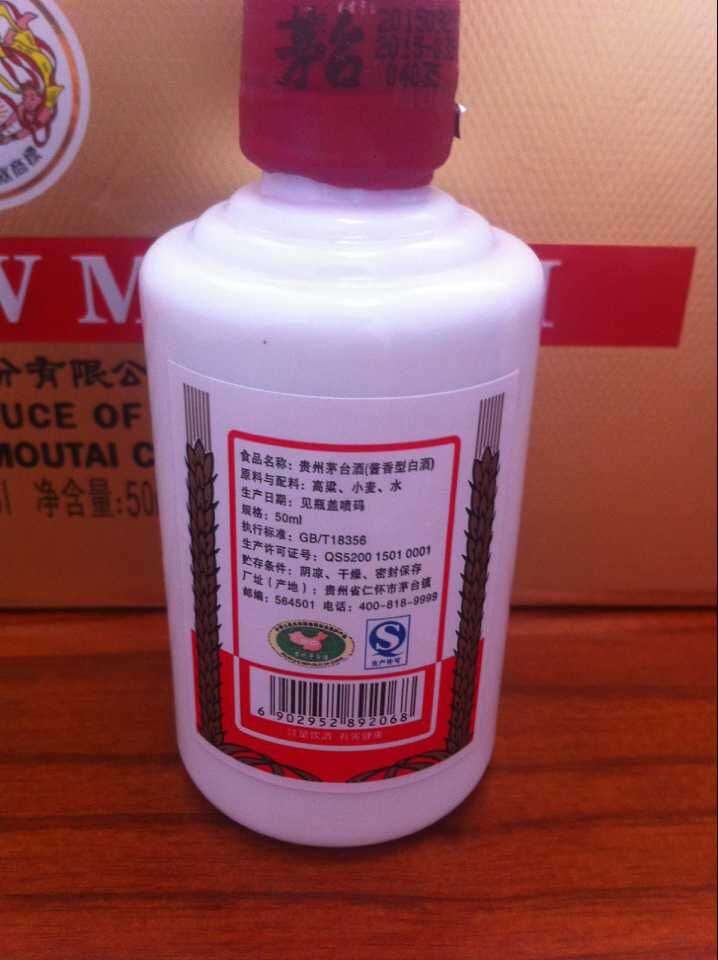 茅台
04035
W M
I
份有限公
UCE OF
MOUTAI C
净含量:50
食品名称：贵州茅台酒(酱香型白酒)
原料与配料：高粱、小麦、水
生产日期：见瓶盖喷码
规格：50ml
执行标准：GB/T18356
生产许可证号：QS5200 1501 0001
贮存条件：阴凉、干燥、密封保存
厂址（产地）：贵州省仁怀市茅台镇
邮编：564501 电话：400-818-9999
生产许可
6 902952 892068
过量饮酒 有害健康